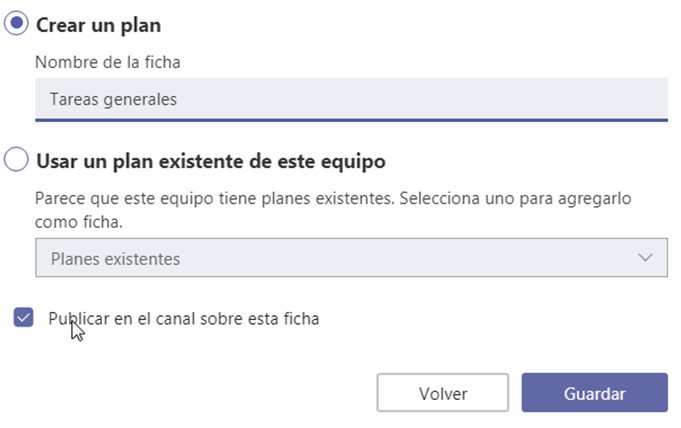 Crear un plan
Nombre de la ficha
Tareas generales
Usar un plan existente de este equipo
Parece que este equipo tiene planes existentes. Selecciona uno para agregarlo
como ficha.
Planes existentes
Publicar en el canal sobre esta ficha
Volver
Guardar